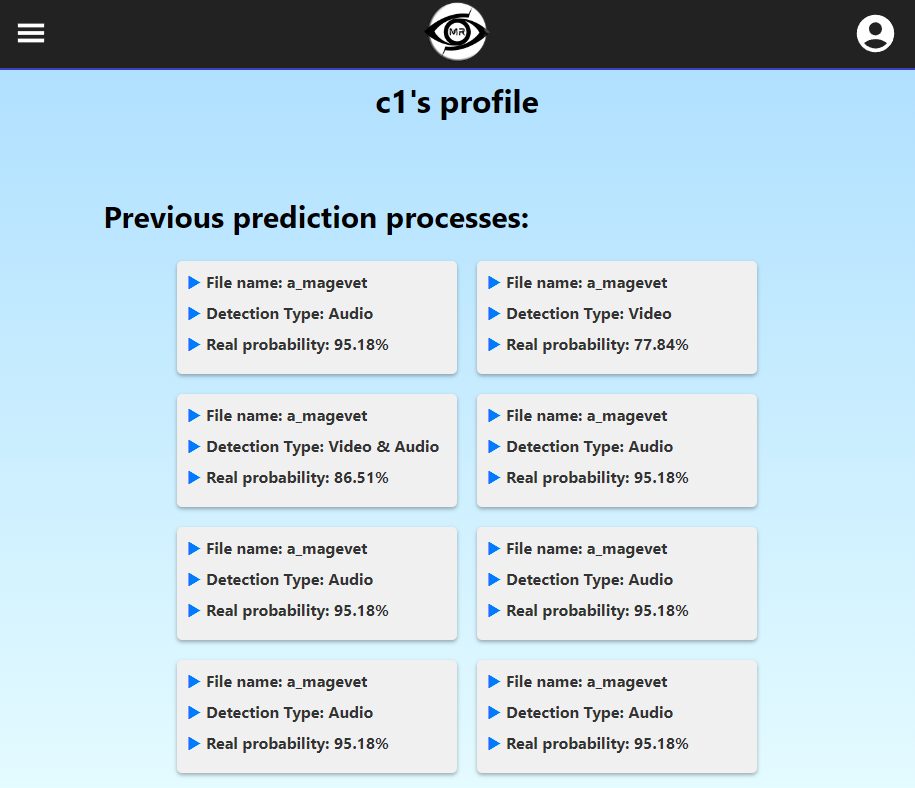 MR
c1's profile
Previous prediction processes:
File name: a_magevet
Detection Type: Audio
Real probability: 95.18%
File name: a_magevet
Detection Type: Video
Real probability: 77.84%
File name: a_magevet
Detection Type: Video & Audio
Real probability: 86.51%
File name: a_magevet
Detection Type: Audio
Real probability: 95.18%
File name: a_magevet
Detection Type: Audio
Real probability: 95.18%
File name: a_magevet
Detection Type: Audio
Real probability: 95.18%
File name: a_magevet
Detection Type: Audio
Real probability: 95.18%
File name: a_magevet
Detection Type: Audio
Real probability: 95.18%